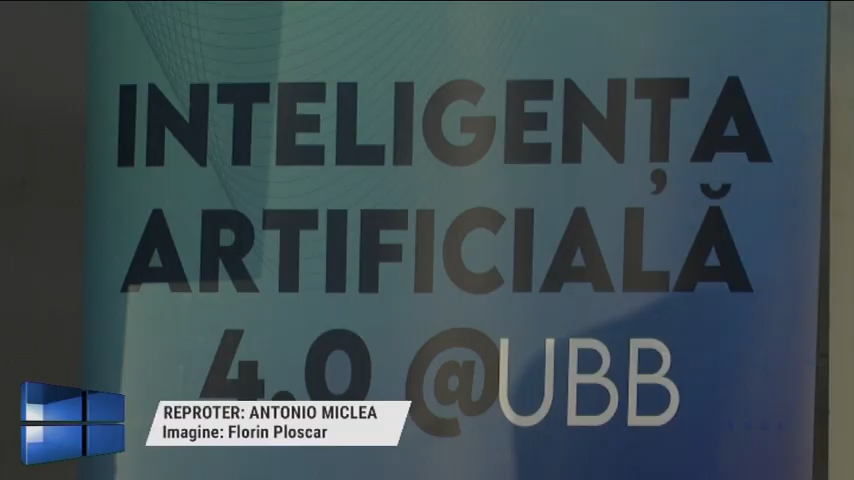 INTELIGENȚA
ARTIFICIALĂ
4.0 @UBB
REPROTER: ANTONIO MICLEA
Imagine: Florin Ploscar